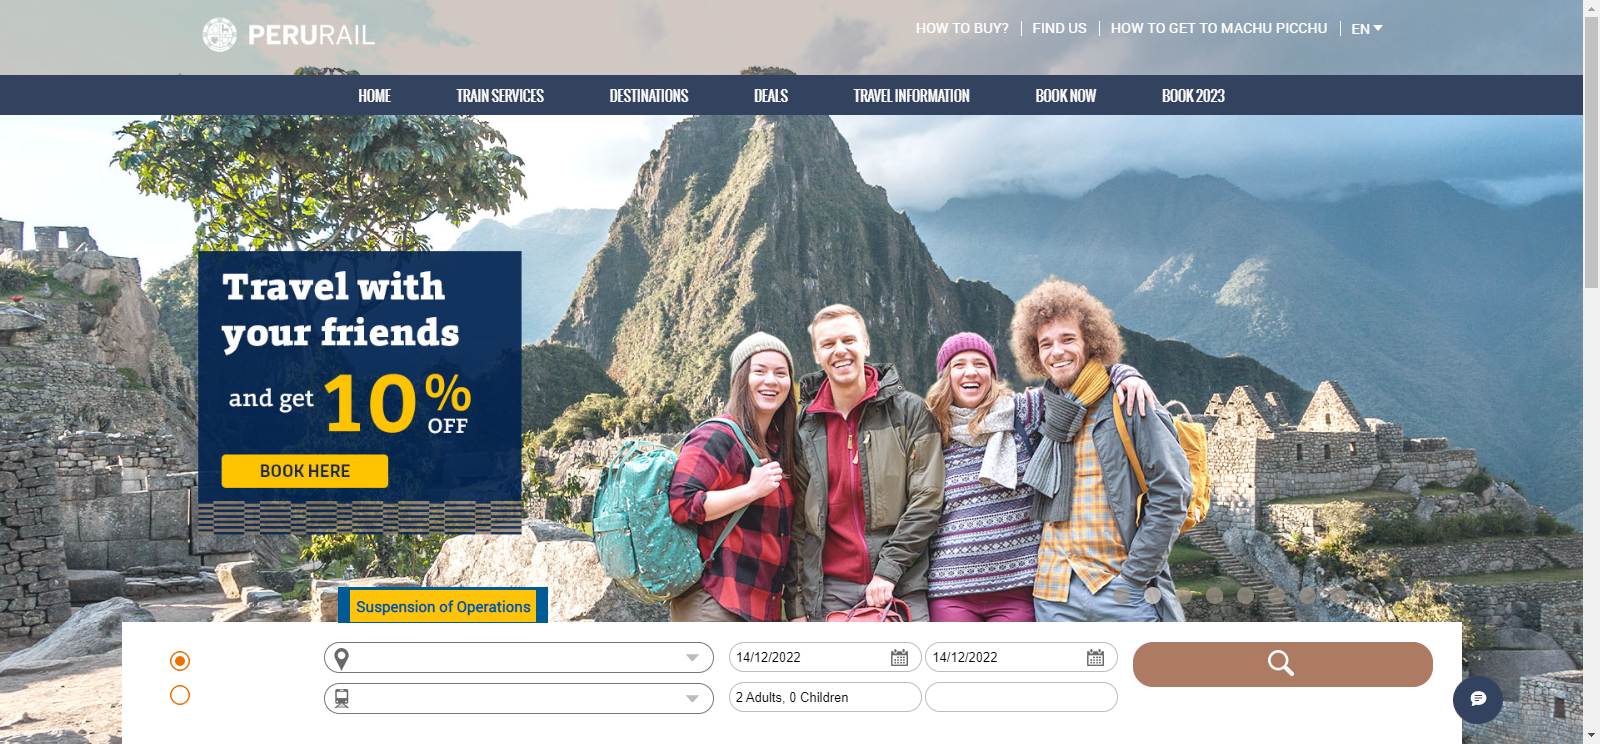 PERURAIL
HOW TO BUY?
FIND US
HOW TO GET TO MACHU PICCHU
EN
HOME
TRAIN SERVICES
DESTINATIONS
DEALS
TRAVEL INFORMATION
BOOK NOW
BOOK 2023
Travel with
your friends
and get 10%
OFF
BOOK HERE
Suspension of Operations
14/12/2022
14/12/2022
2 Adults, 0 Children